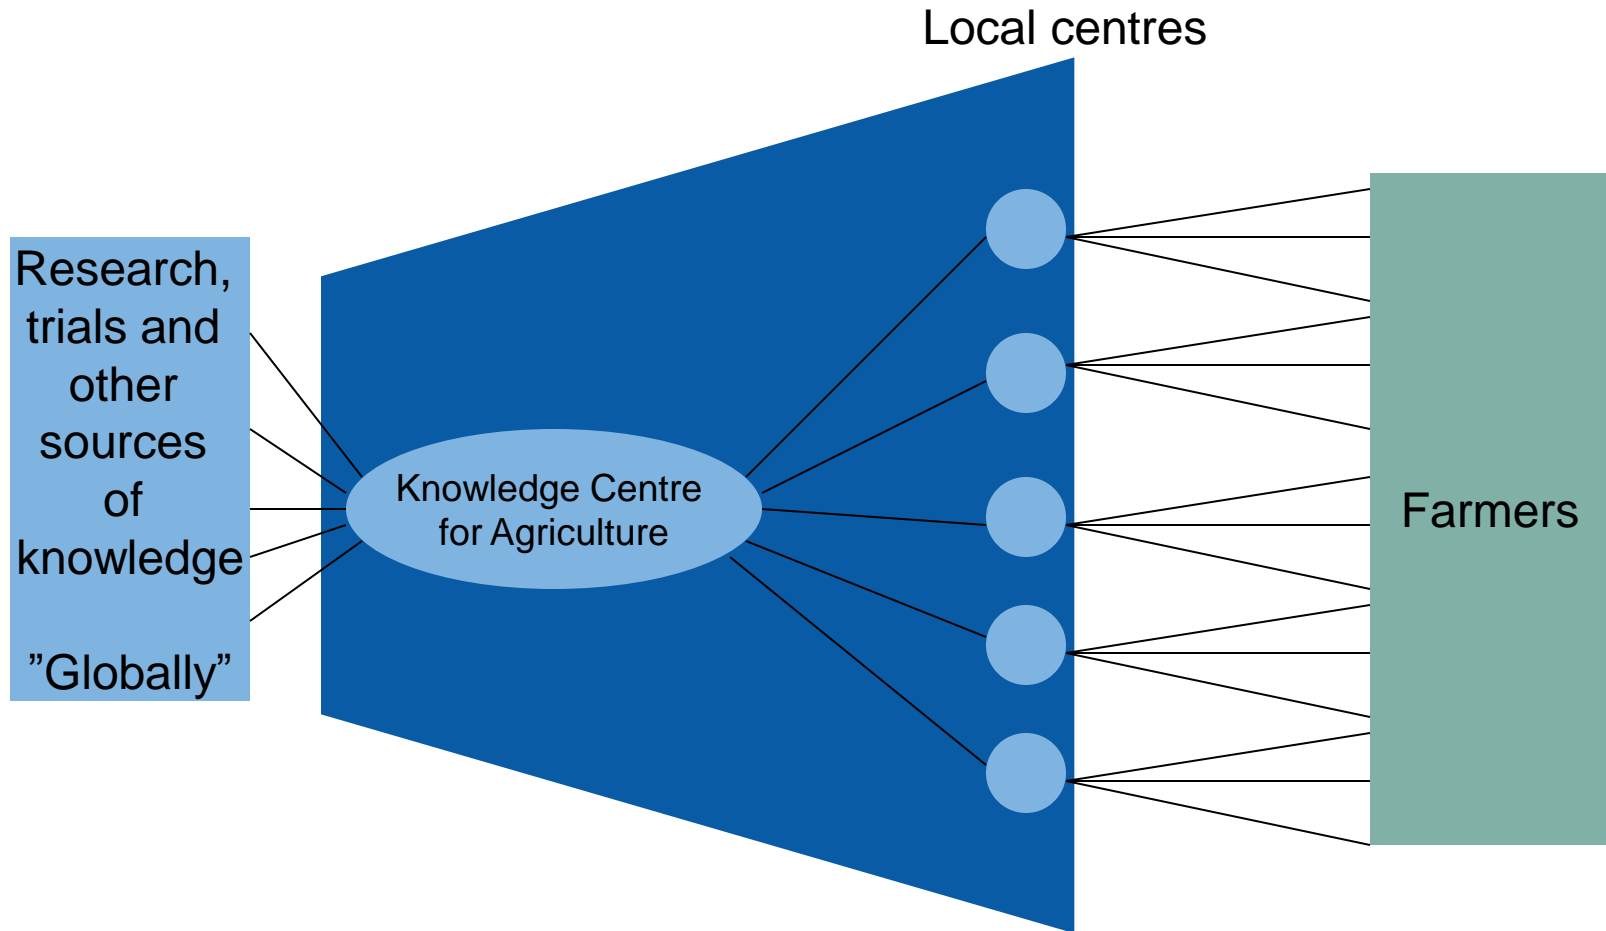 Local centres
Research,
trials and
other
sources
of
knowledge
”Globally”
Knowledge Centre
for Agriculture
Farmers